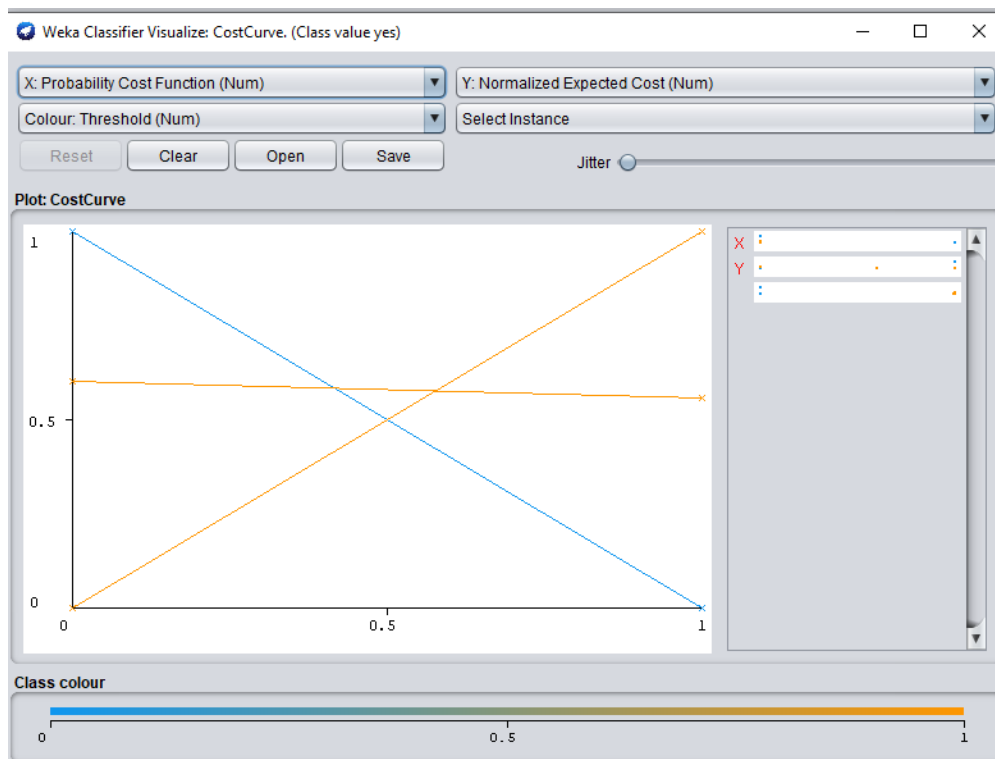 Weka Classifier Visualize: CostCurve. (Class value yes)
X: Probability Cost Function (Num)
Y: Normalized Expected Cost (Num)
Colour: Threshold (Num)
Select Instance
Reset
Clear
Open
Save
Jitter
Plot: CostCurve
1
0.5
0
0
0.5
1
X
Y
Class colour
0
0.5
1